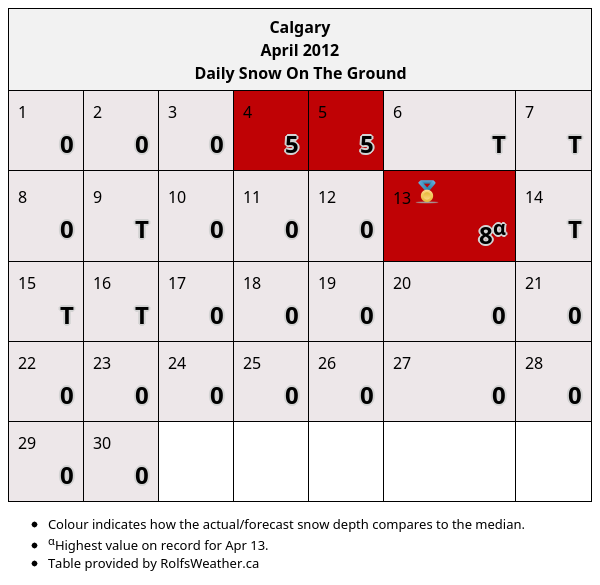 Calgary
April 2012
Daily Snow On The Ground
1 2 3 4 5 6 7
0 0 0 5 5 T T
8 9 10 11 12 13 14
0 T 0 0 0 8α T
15 16 17 18 19 20 21
T T 0 0 0 0 0
22 23 24 25 26 27 28
0 0 0 0 0 0 0
29 30
0 0
Colour indicates how the actual/forecast snow depth compares to the median.
αHighest value on record for Apr 13.
Table provided by RolfsWeather.ca